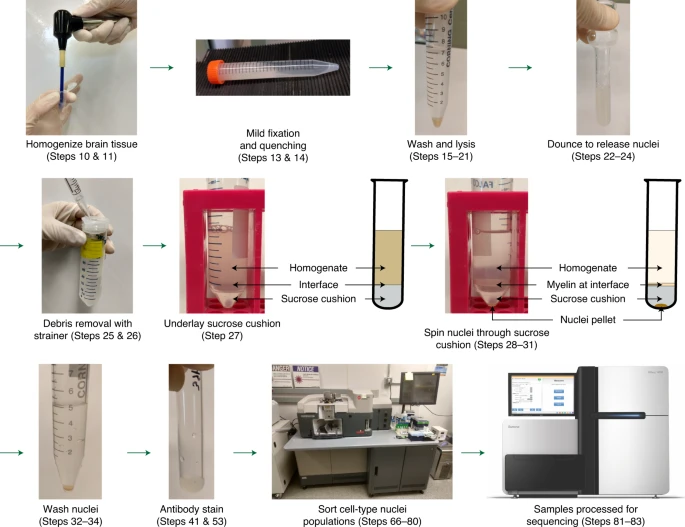 Homogenize brain tissue
(Steps 10 & 11)
Mild fixation
and quenching
(Steps 13 & 14)
Wash and lysis
(Steps 15–21)
Dounce to release nuclei
(Steps 22–24)
Debris removal with
strainer (Steps 25 & 26)
Underlay sucrose cushion
(Step 27)
Homogenate
Interface
Sucrose cushion
Spin nuclei through sucrose
cushion (Steps 28–31)
Homogenate
Myelin at interface
Sucrose cushion
Nuclei pellet
Wash nuclei
(Steps 32–34)
Antibody stain
(Steps 41 & 53)
NOTICE
Sort cell-type nuclei
populations (Steps 66–80)
Samples processed for
sequencing (Steps 81–83)